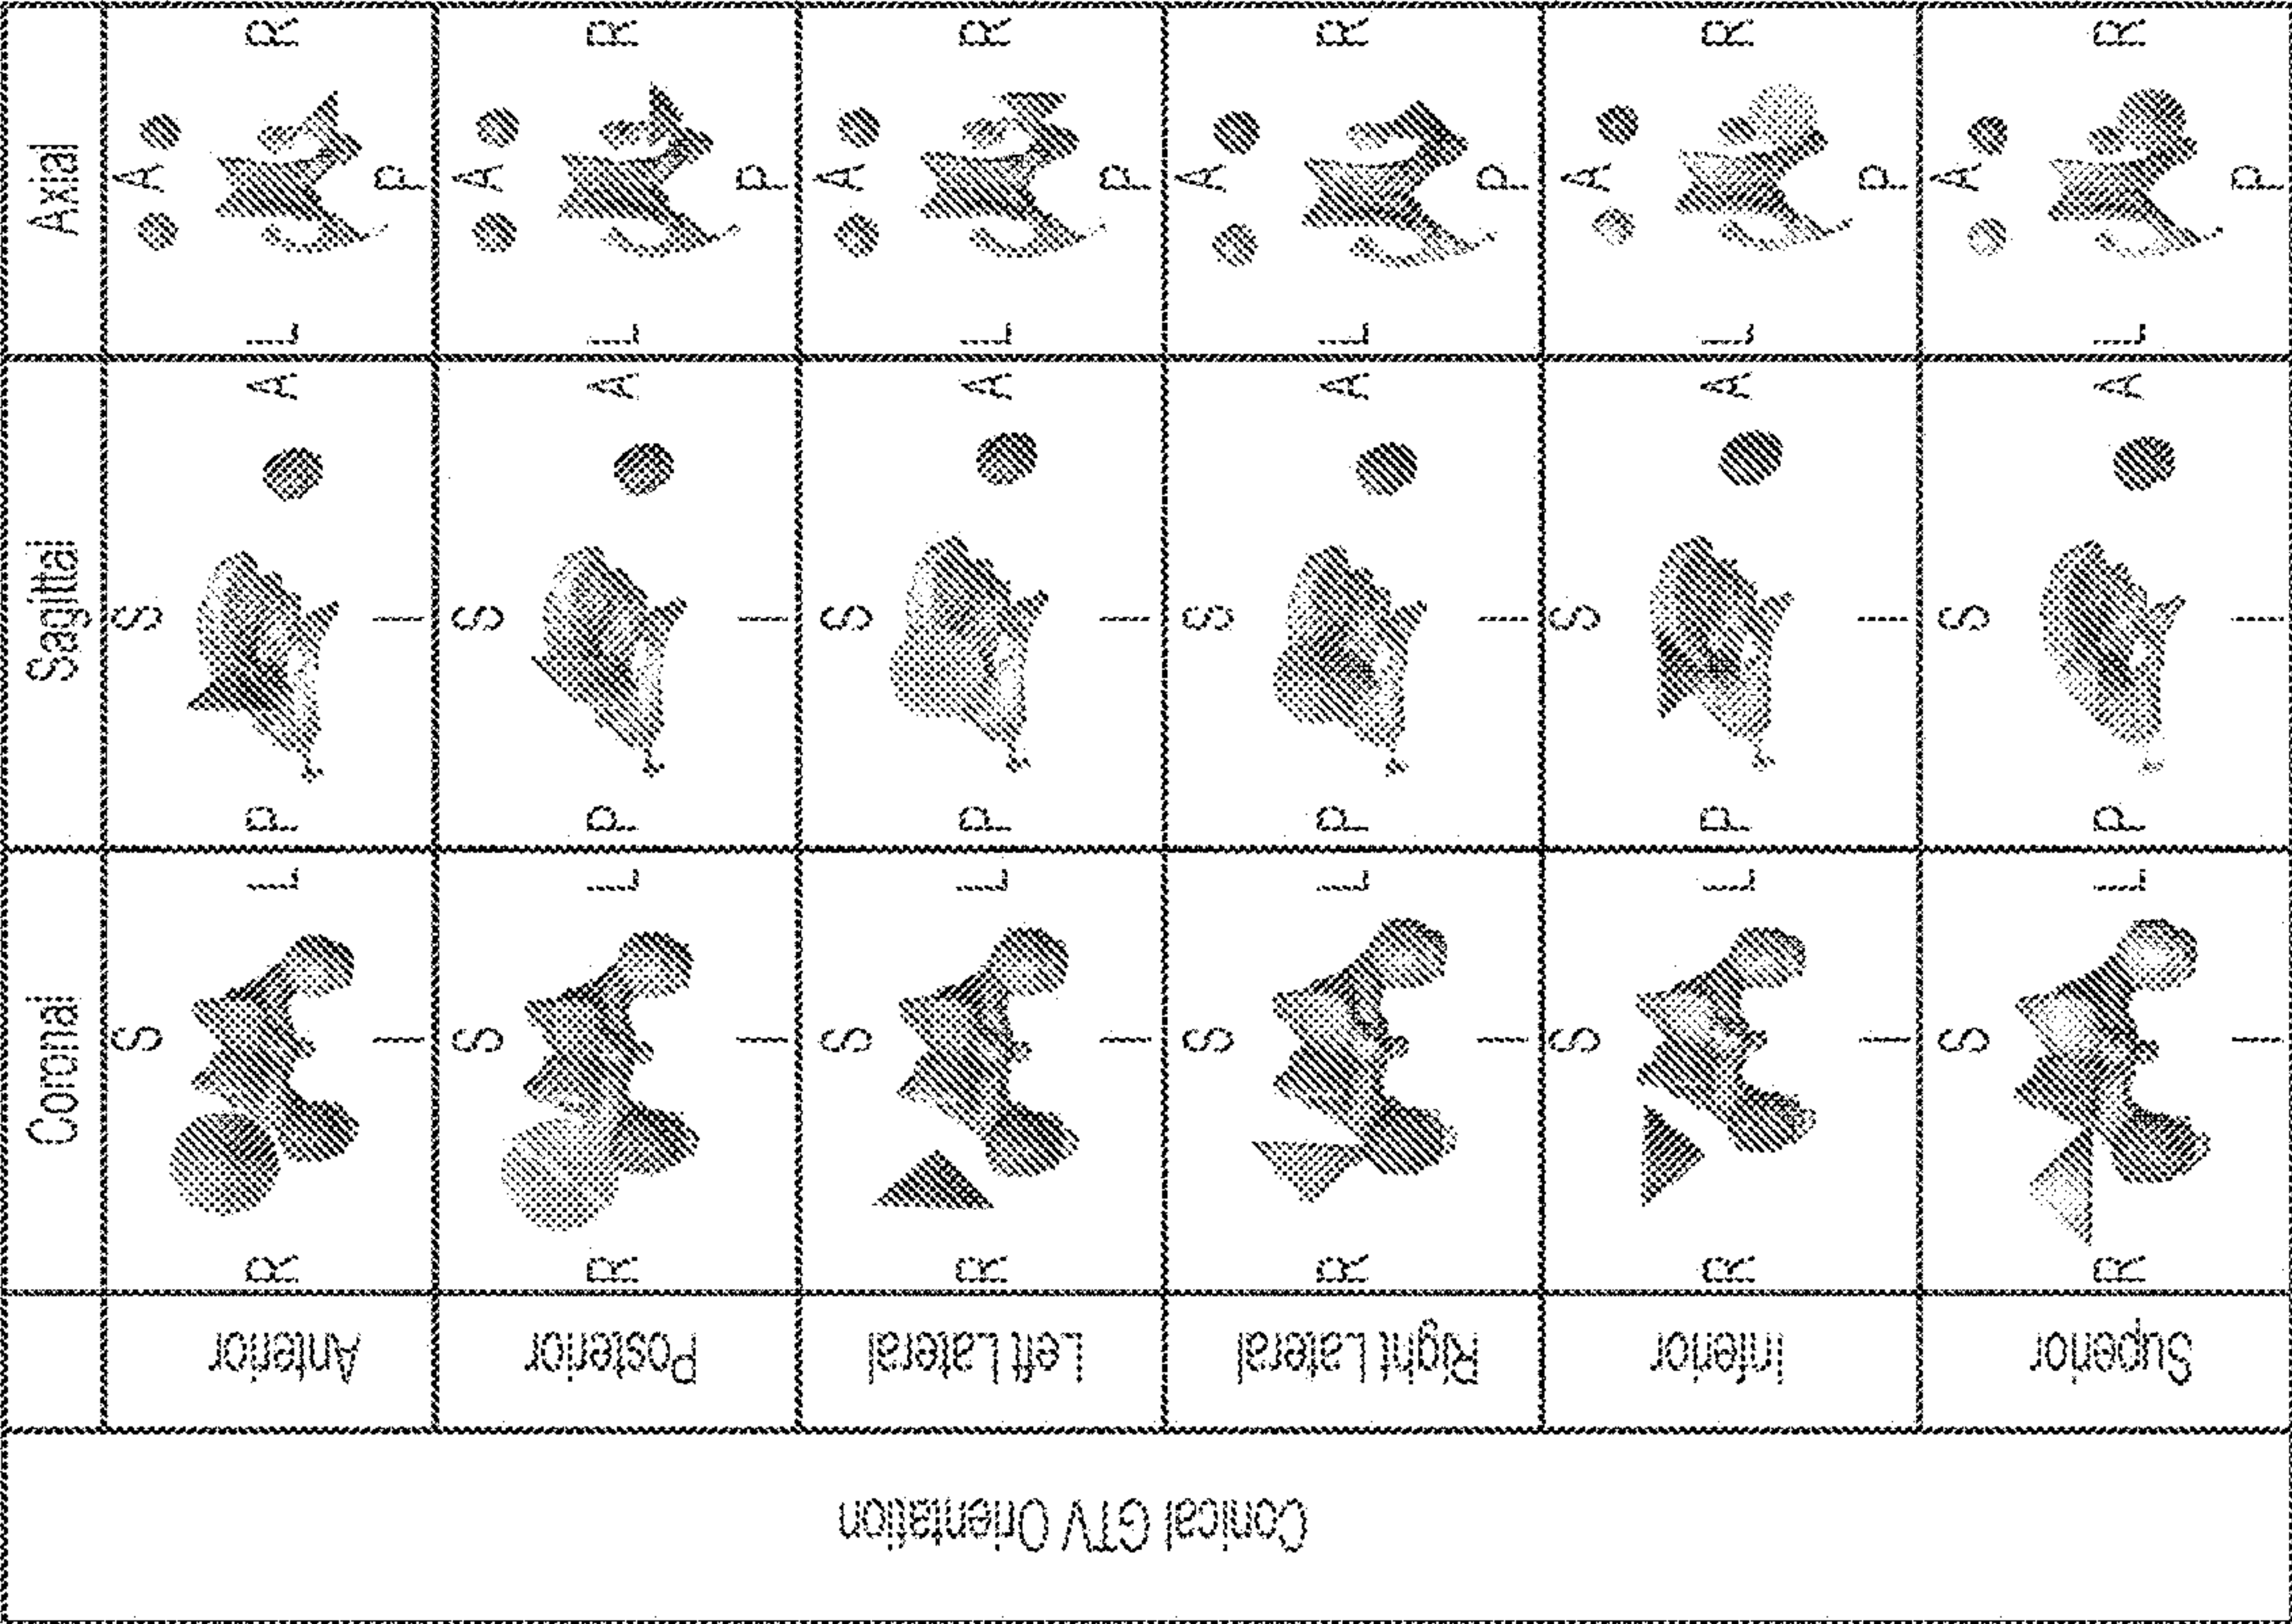 Coronal Sagittal Axial
Conical GTV Orientation
S S A
Anterior R L P A L R
I I P
S S A
Posterior R L P A L R
I I P
S S A
Left Lateral R L P A L R
I I P
S S A
Right Lateral R L P A L R
I I P
S S A
Inferior R L P A L R
I I P
S S A
Superior R L P A L R
I I P